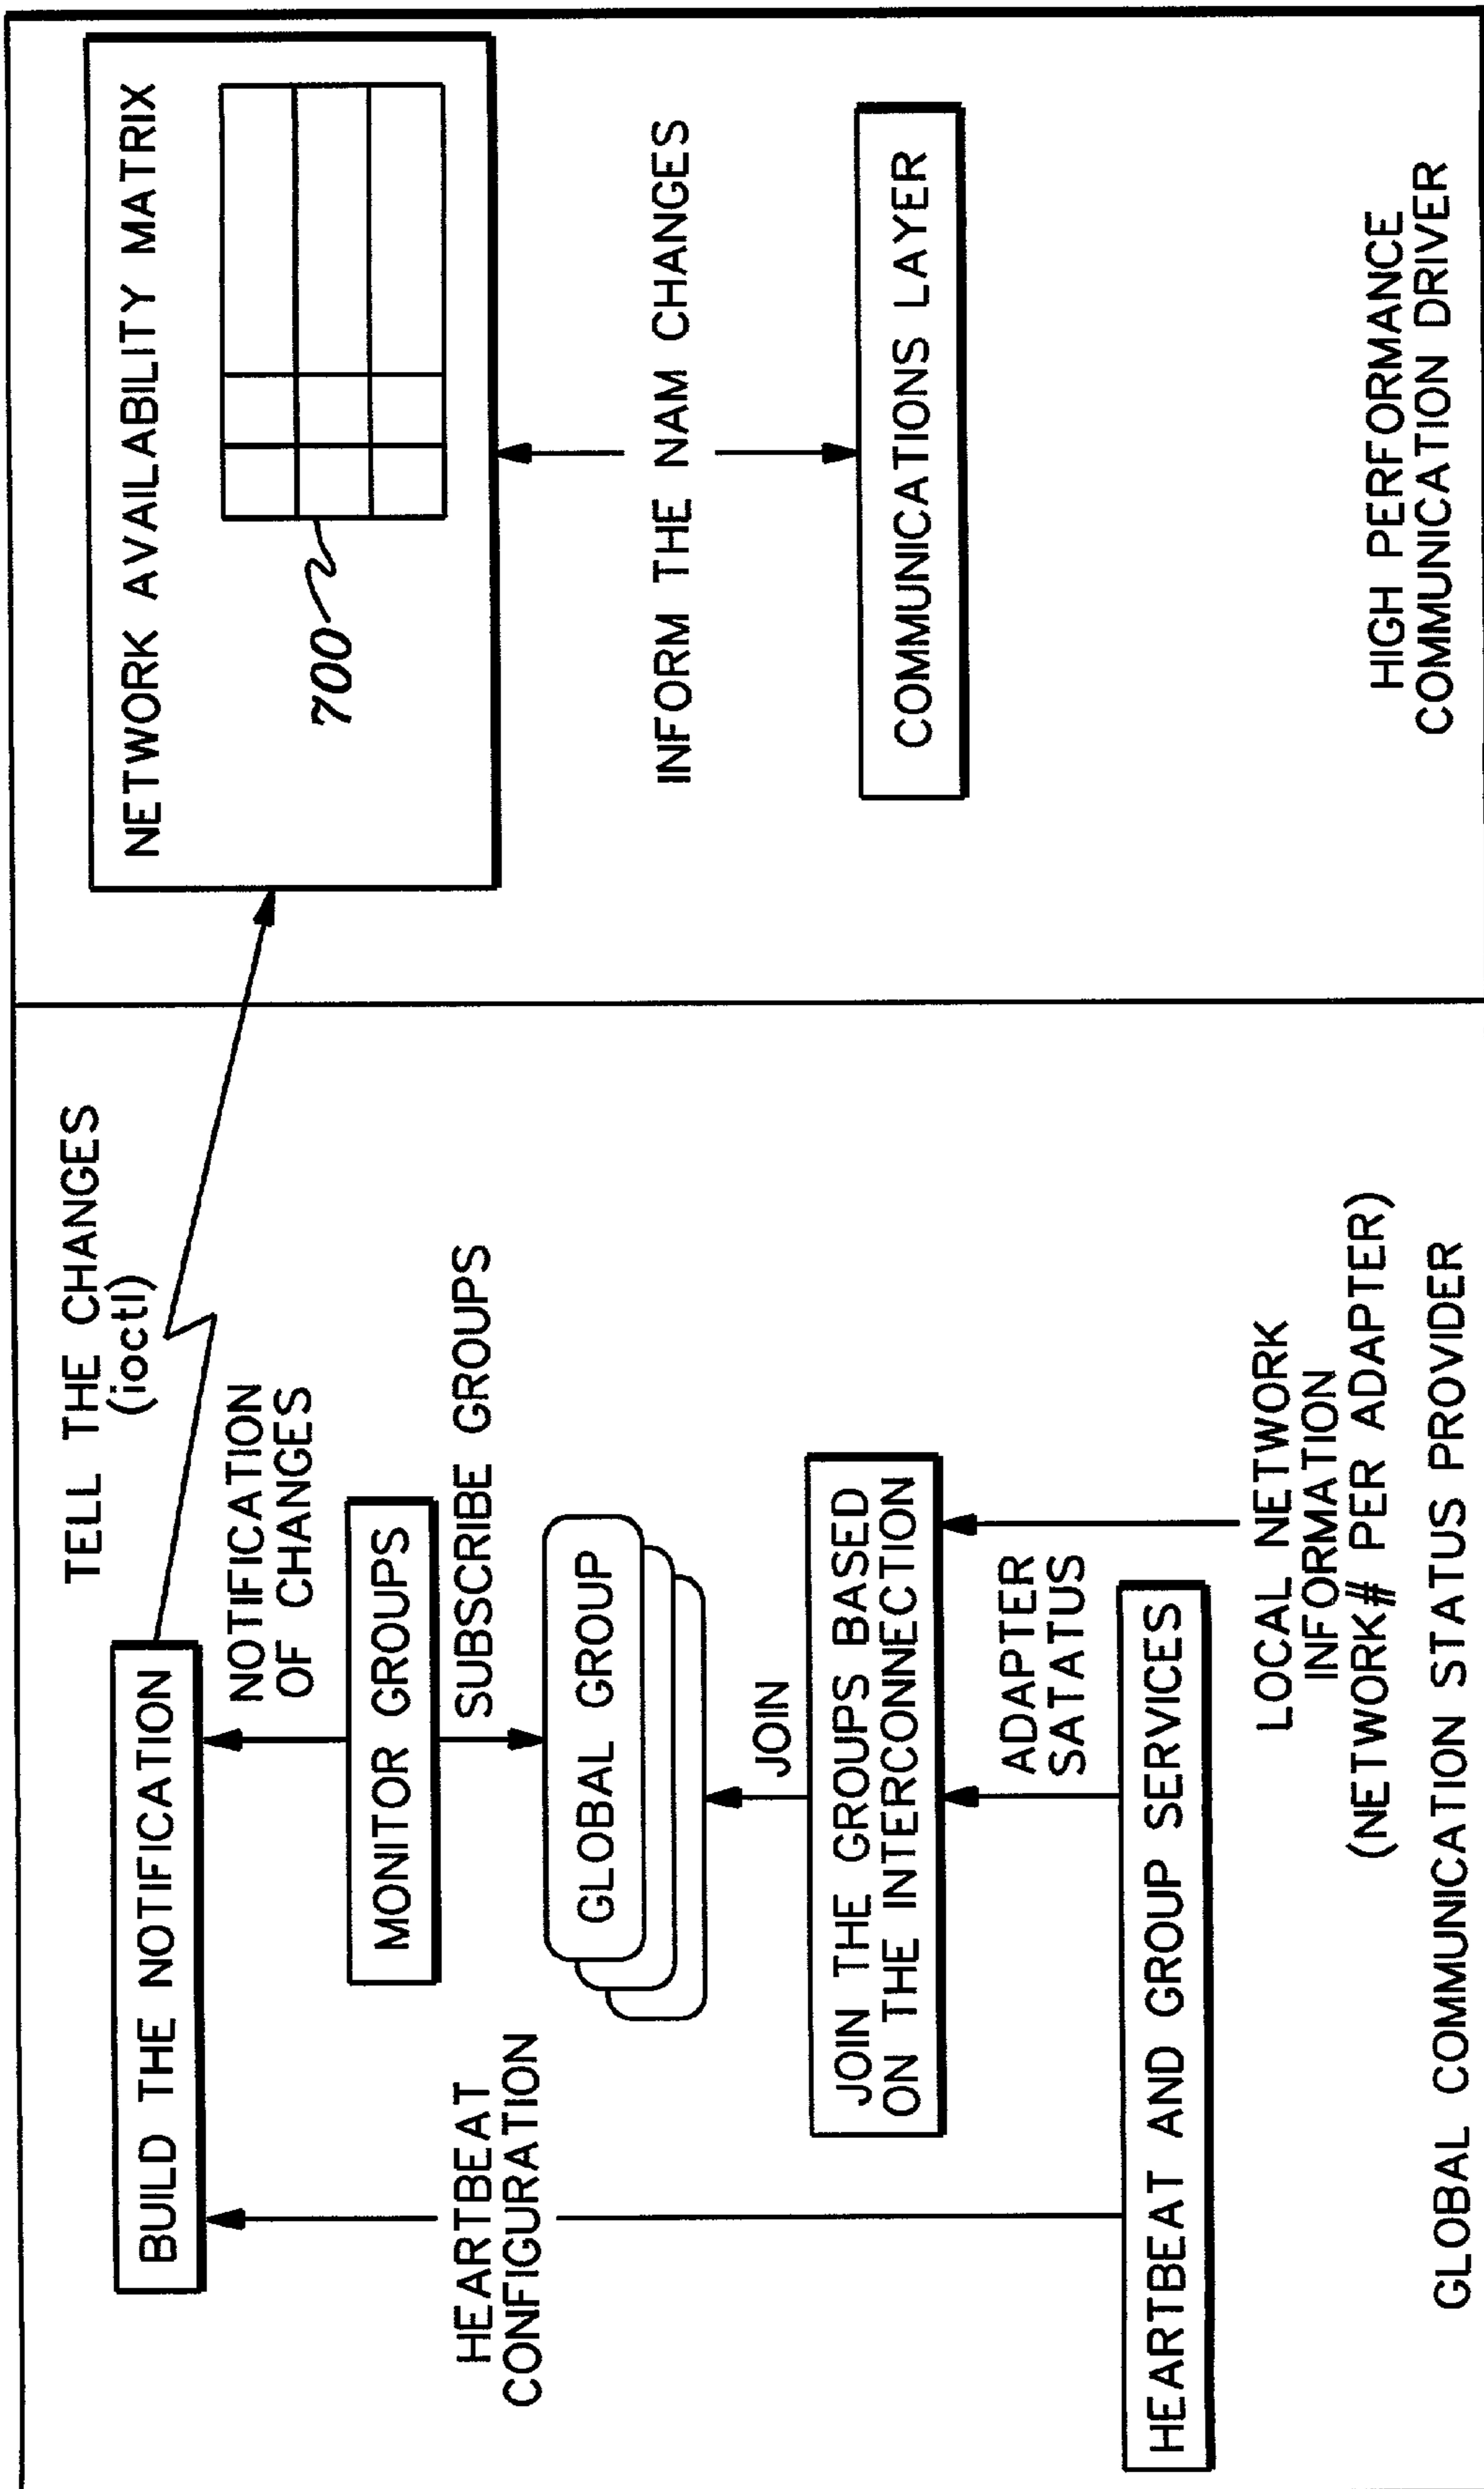 TELL THE CHANGES
(ioctl)
BUILD THE NOTIFICATION
NOTIFICATION
OF CHANGES
MONITOR GROUPS
SUBSCRIBE GROUPS
HEARTBEAT
CONFIGURATION
GLOBAL GROUP
JOIN
JOIN THE GROUPS BASED
ON THE INTERCONNECTION
ADAPTER
SATATUS
HEARTBEAT AND GROUP SERVICES
LOCAL NETWORK
INFORMATION
(NETWORK# PER ADAPTER)
GLOBAL COMMUNICATION STATUS PROVIDER
NETWORK AVAILABILITY MATRIX
700
INFORM THE NAM CHANGES
COMMUNICATIONS LAYER
HIGH PERFORMANCE
COMMUNICATION DRIVER